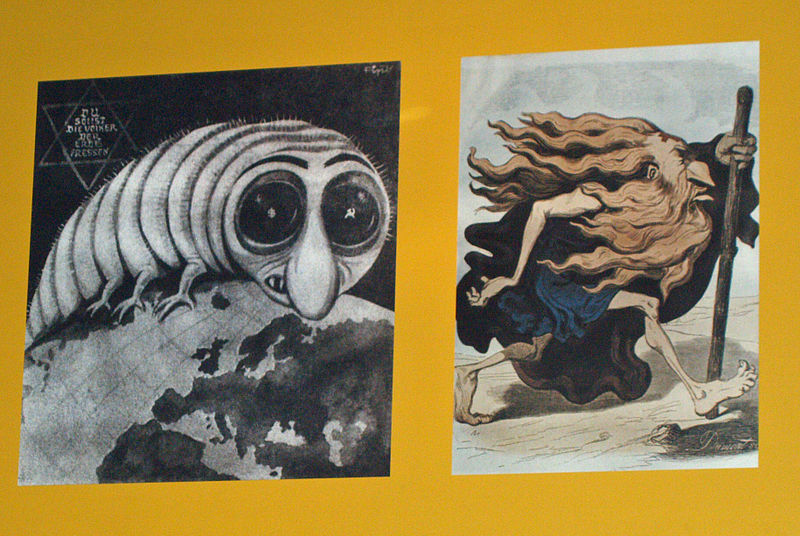 DU
SOLLST
DIE VÖLKER
DER
ERDE
FRESSEN